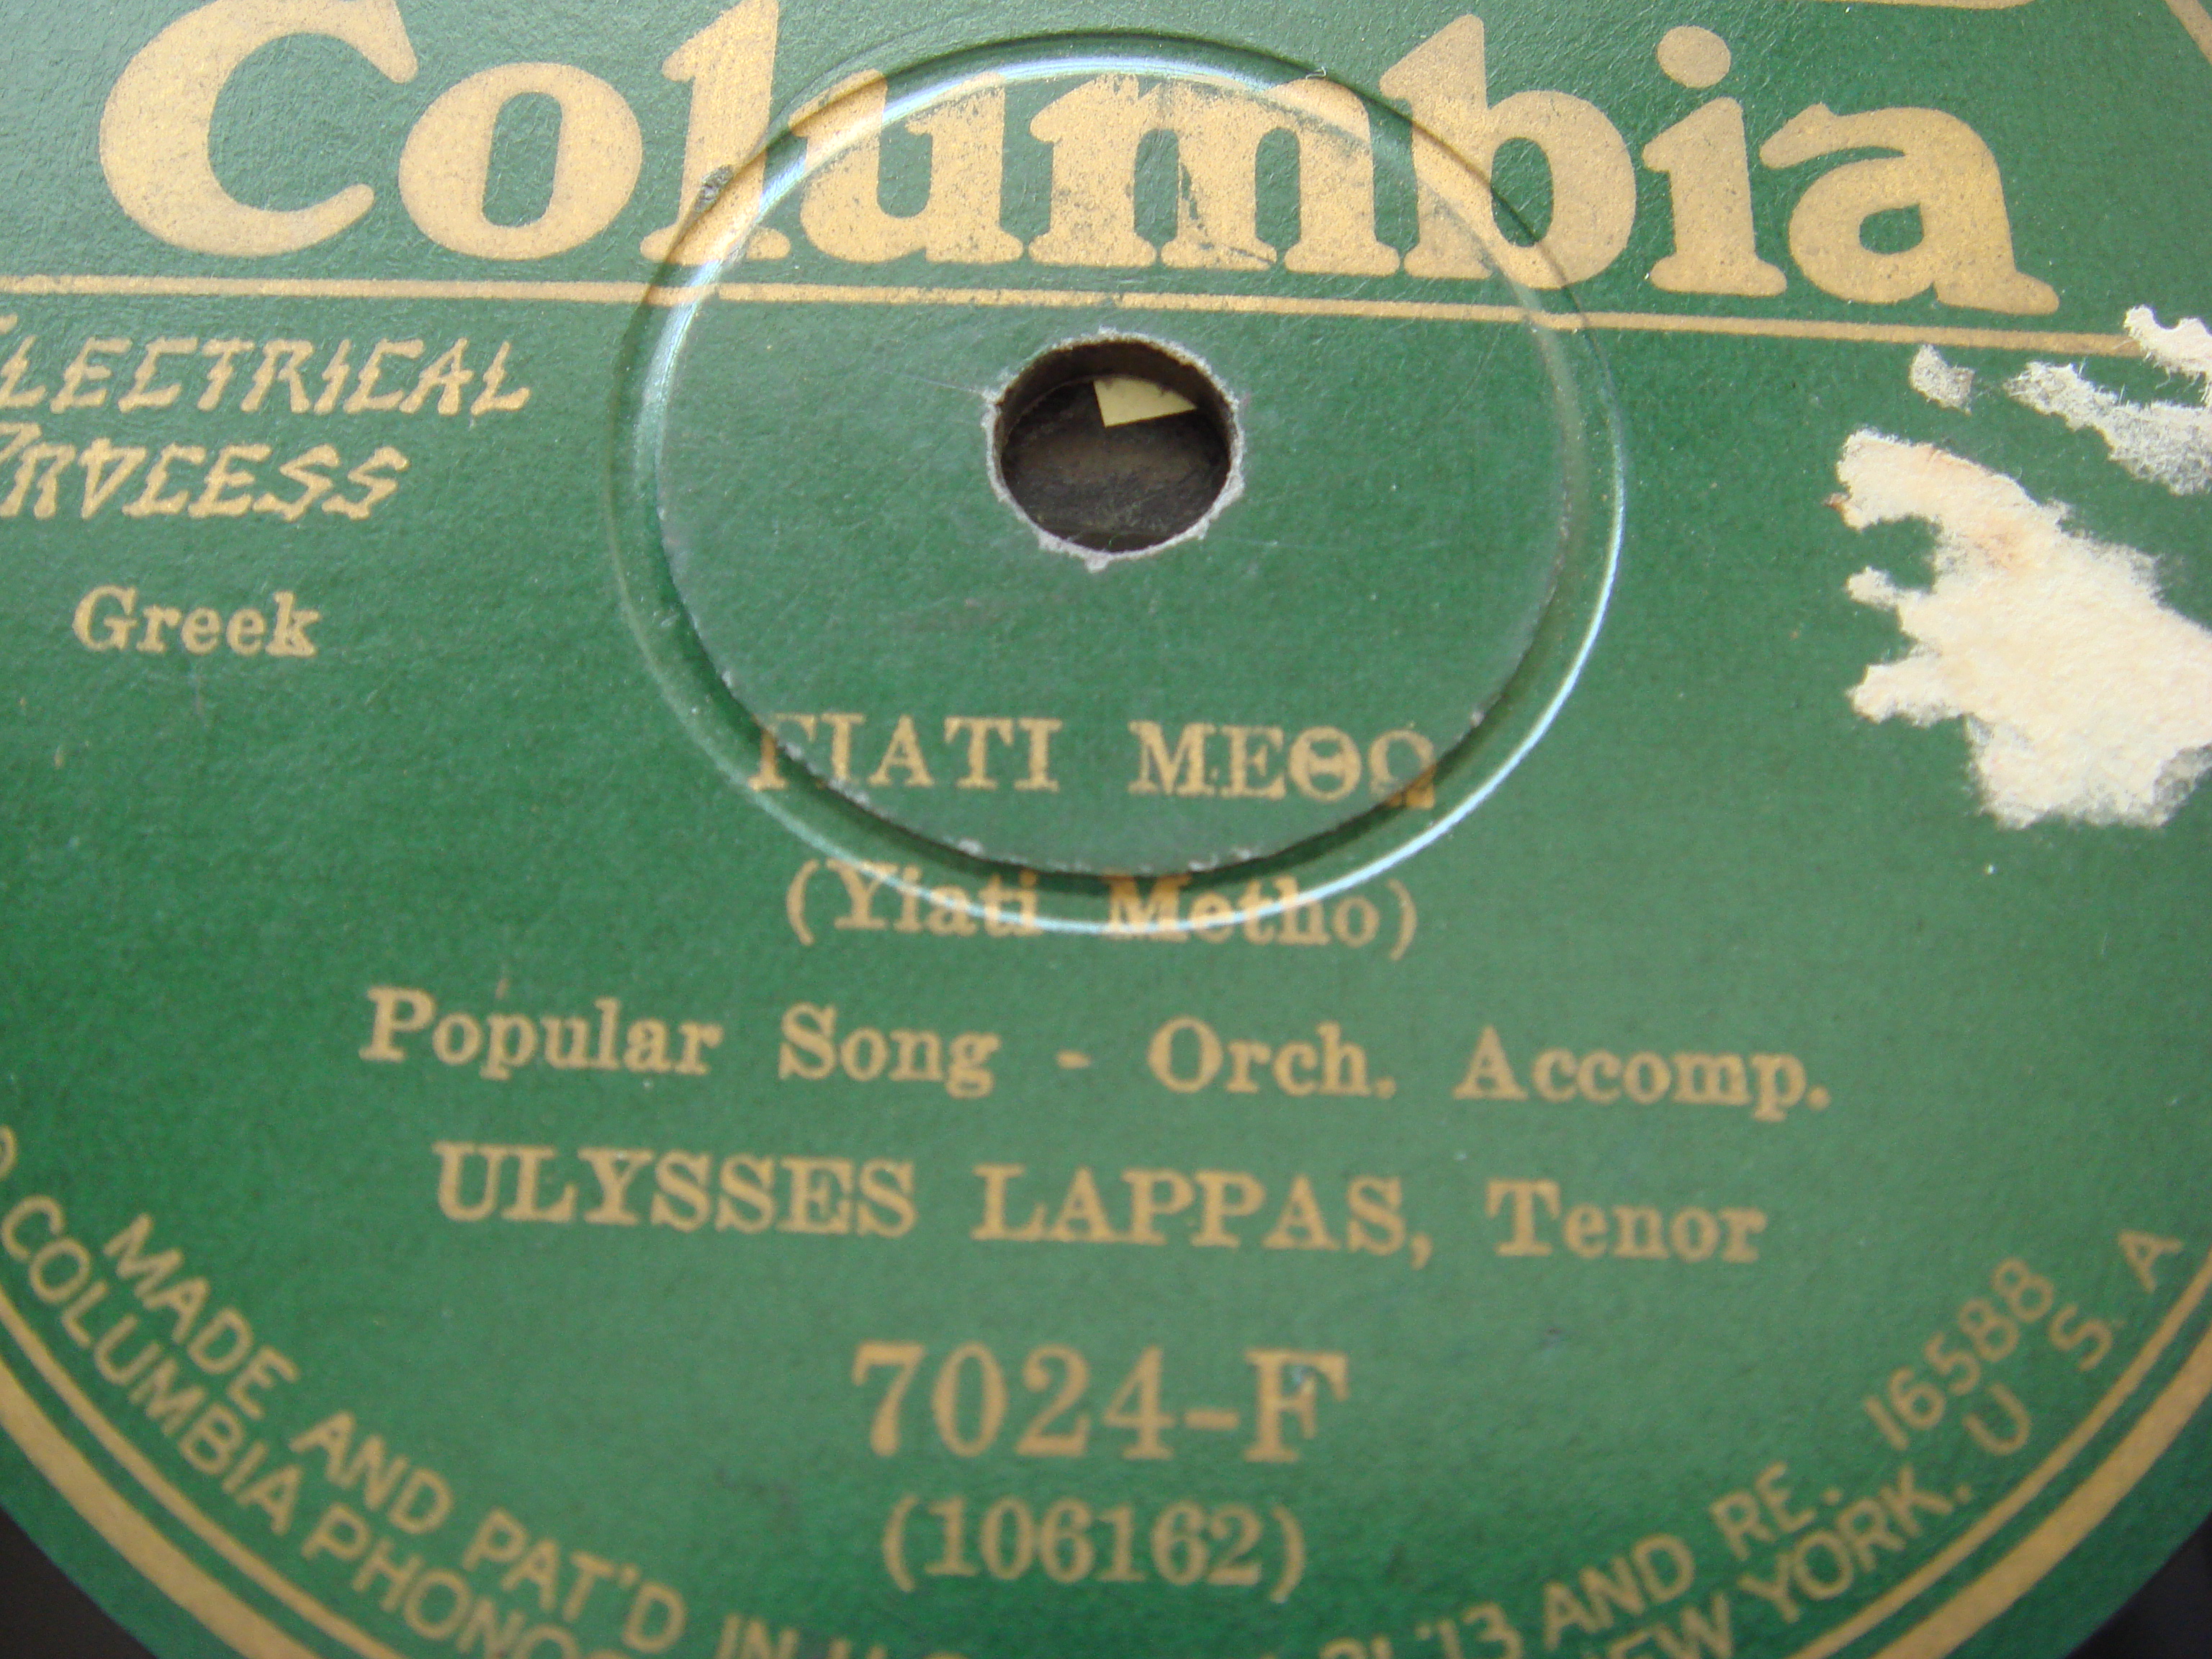 Columbia
ELECTRICAL
PROCESS
Greek
ΓΙΑΤΙ ΜΕΘΩ
(Yiati Metho)
Popular Song - Orch. Accomp.
ULYSSES LAPPAS, Tenor
7024-F
(106162)
MADE AND PAT'D IN U.S. '13 AND RE. 16588
COLUMBIA NEW YORK. U. S. A